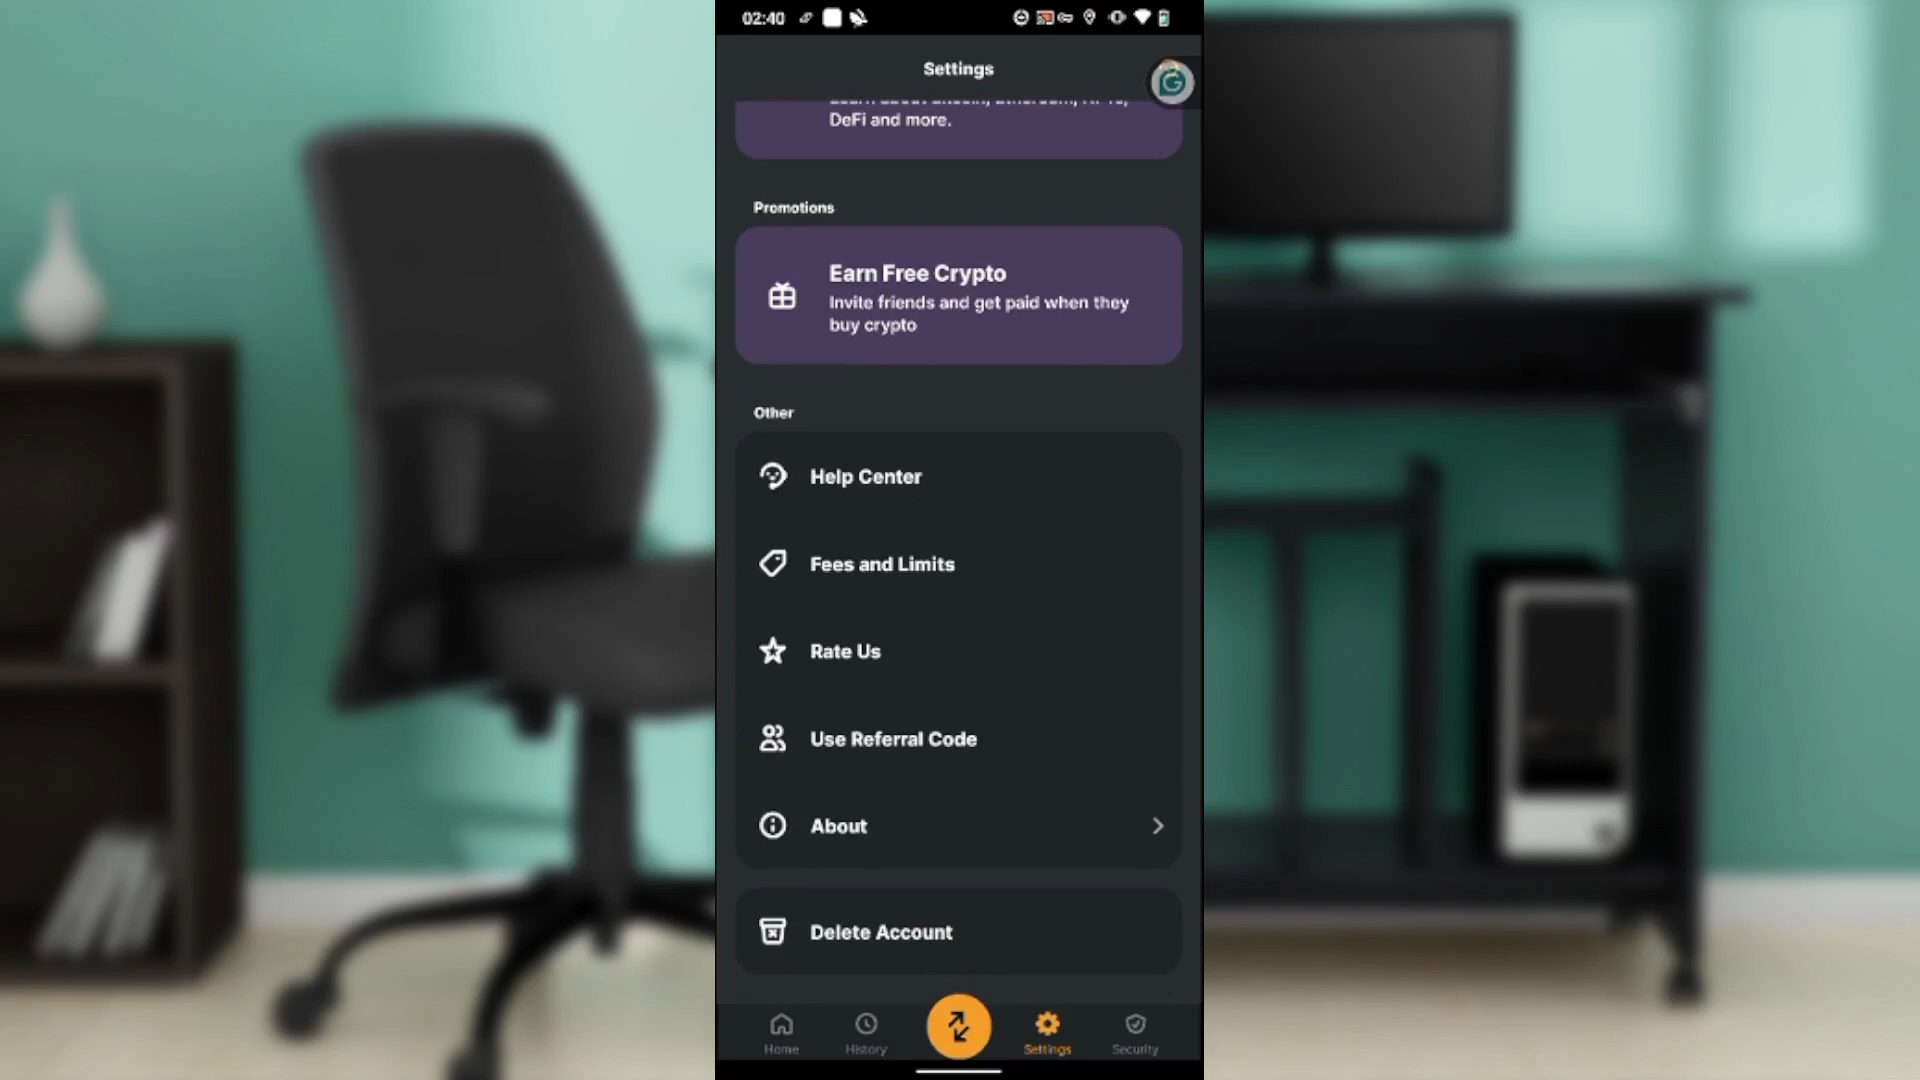 02:40
Settings
DeFi and more.
Promotions
Earn Free Crypto
Invite friends and get paid when they
buy crypto
Other
Help Center
Fees and Limits
Rate Us
Use Referral Code
About
Delete Account
Home
History
Settings
Security